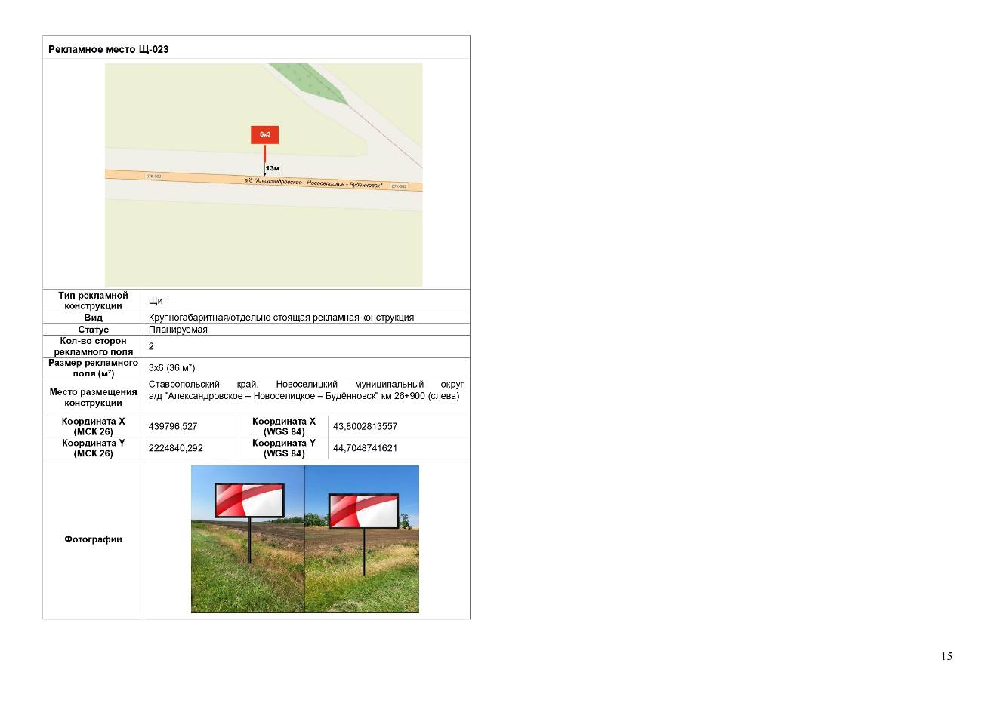 Рекламное место Щ-023
6х3
13м
07К-002
а/д "Александровское - Новоселицкое - Буденновск"
07К-002
Тип рекламной
конструкции
Щит
Вид
Крупногабаритная/отдельно стоящая рекламная конструкция
Статус
Планируемая
Кол-во сторон
рекламного поля
2
Размер рекламного
поля (м²)
3х6 (36 м²)
Место размещения
конструкции
Ставропольский край, Новоселицкий муниципальный округ,
а/д "Александровское – Новоселицкое – Будённовск" км 26+900 (слева)
Координата X
(МСК 26)
439796,527
Координата X
(WGS 84)
43,8002813557
Координата Y
(МСК 26)
2224840,292
Координата Y
(WGS 84)
44,7048741621
Фотографии
15